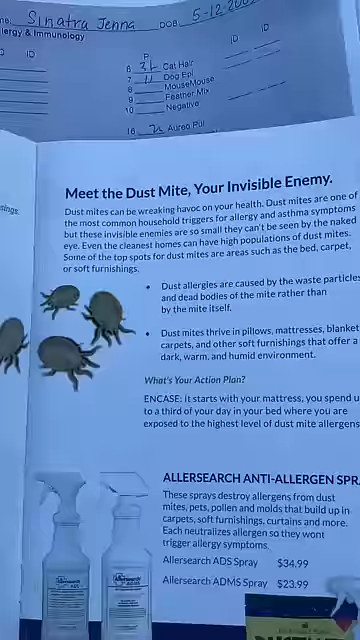 Sinatra Jenna DOB 5-12-200
lergy & Immunology
ID
ID ID
P
6 3+ Cat Hair
7 Dog Epi
8 MouseMouse
9 Feather Mix
10 Negative
16 Aureo Pul
sings.
Meet the Dust Mite, Your Invisible Enemy.
Dust mites can be wreaking havoc on your health. Dust mites are one of
the most common household triggers for allergy and asthma symptoms
but these invisible enemies are so small they can't be seen by the naked
eye. Even the cleanest homes can have high populations of dust mites.
Some of the top spots for dust mites are areas such as the bed, carpet,
or soft furnishings.
• Dust allergies are caused by the waste particles
and dead bodies of the mite rather than
by the mite itself.
• Dust mites thrive in pillows, mattresses, blanket
carpets, and other soft furnishings that offer a
dark, warm, and humid environment.
What's Your Action Plan?
ENCASE: It starts with your mattress, you spend u
to a third of your day in your bed where you are
exposed to the highest level of dust mite allergens
ALLERSEARCH ANTI-ALLERGEN SPR
These sprays destroy allergens from dust
mites, pets, pollen and molds that build up in
carpets, soft furnishings, curtains and more.
Each neutralizes allergen so they wont
trigger allergy symptoms.
Allersearch ADS Spray $34.99
Allersearch ADMS Spray $23.99
Allersearch
ADS
Allersearch